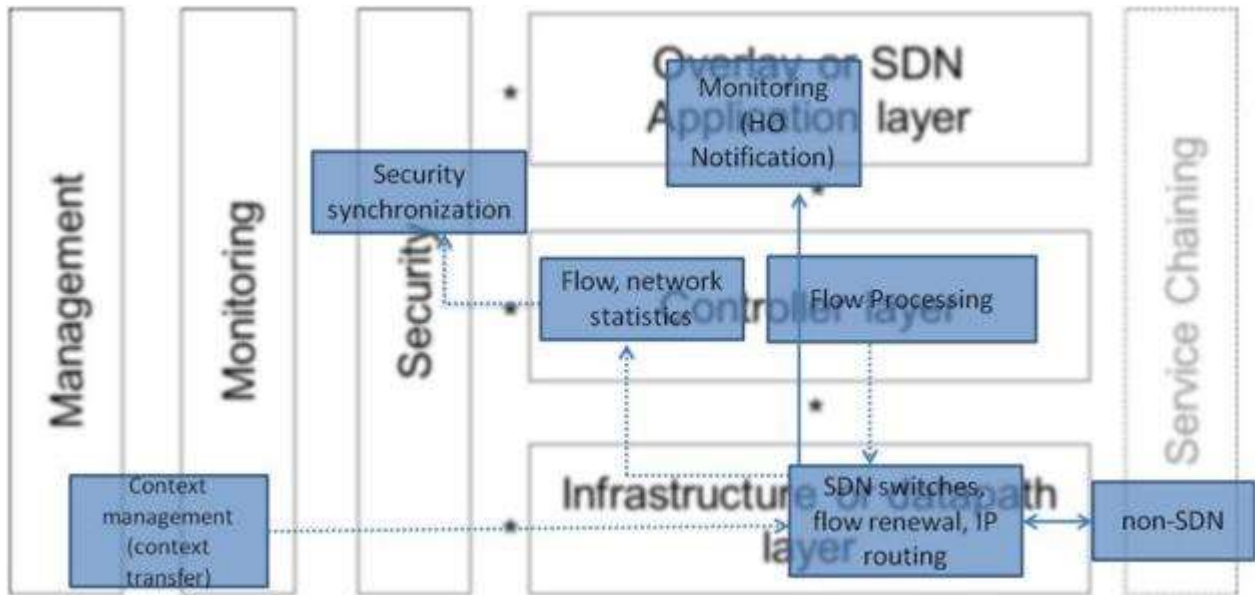 Management
Monitoring
Security
Overlay or SDN
Application layer
Monitoring
(HO
Notification)
Security
synchronization
Controller layer
Flow, network
statistics
Flow Processing
Infrastructure or datapath
layer
SDN switches,
flow renewal, IP
routing
Context
management
(context
transfer)
non-SDN
Service Chaining
*
*
*
*
*